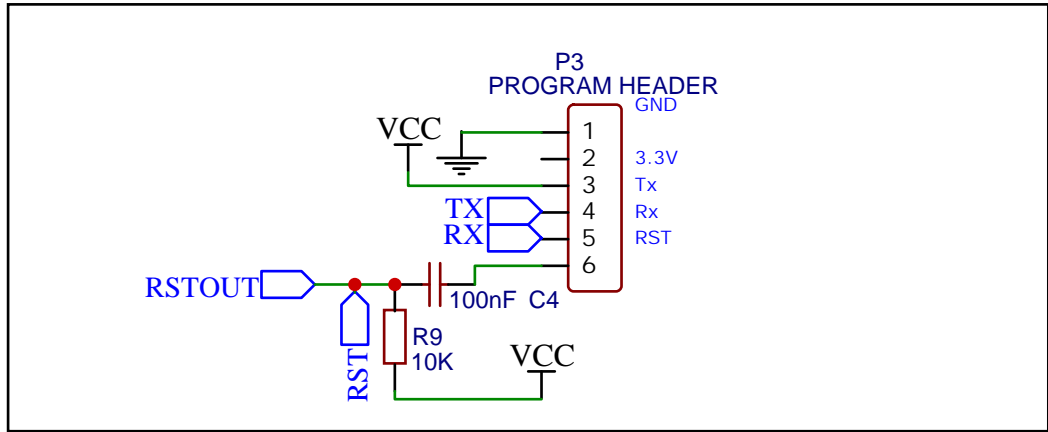 P3
PROGRAM HEADER
GND
VCC
1
2 3.3V
3 Tx
TX 4 Rx
RX 5 RST
6
RSTOUT
100nF C4
RST
R9
10K
VCC